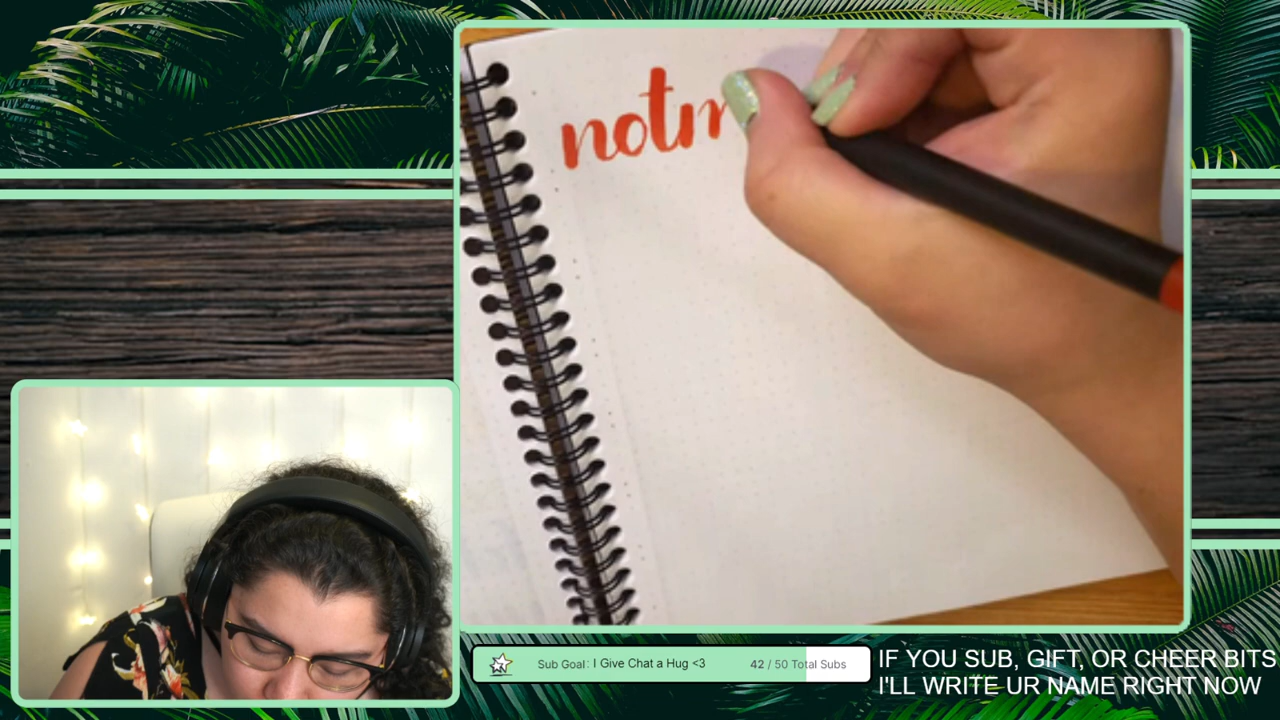 notm
Sub Goal: I Give Chat a Hug <3 42 / 50 Total Subs
IF YOU SUB, GIFT, OR CHEER BITS
I'LL WRITE UR NAME RIGHT NOW